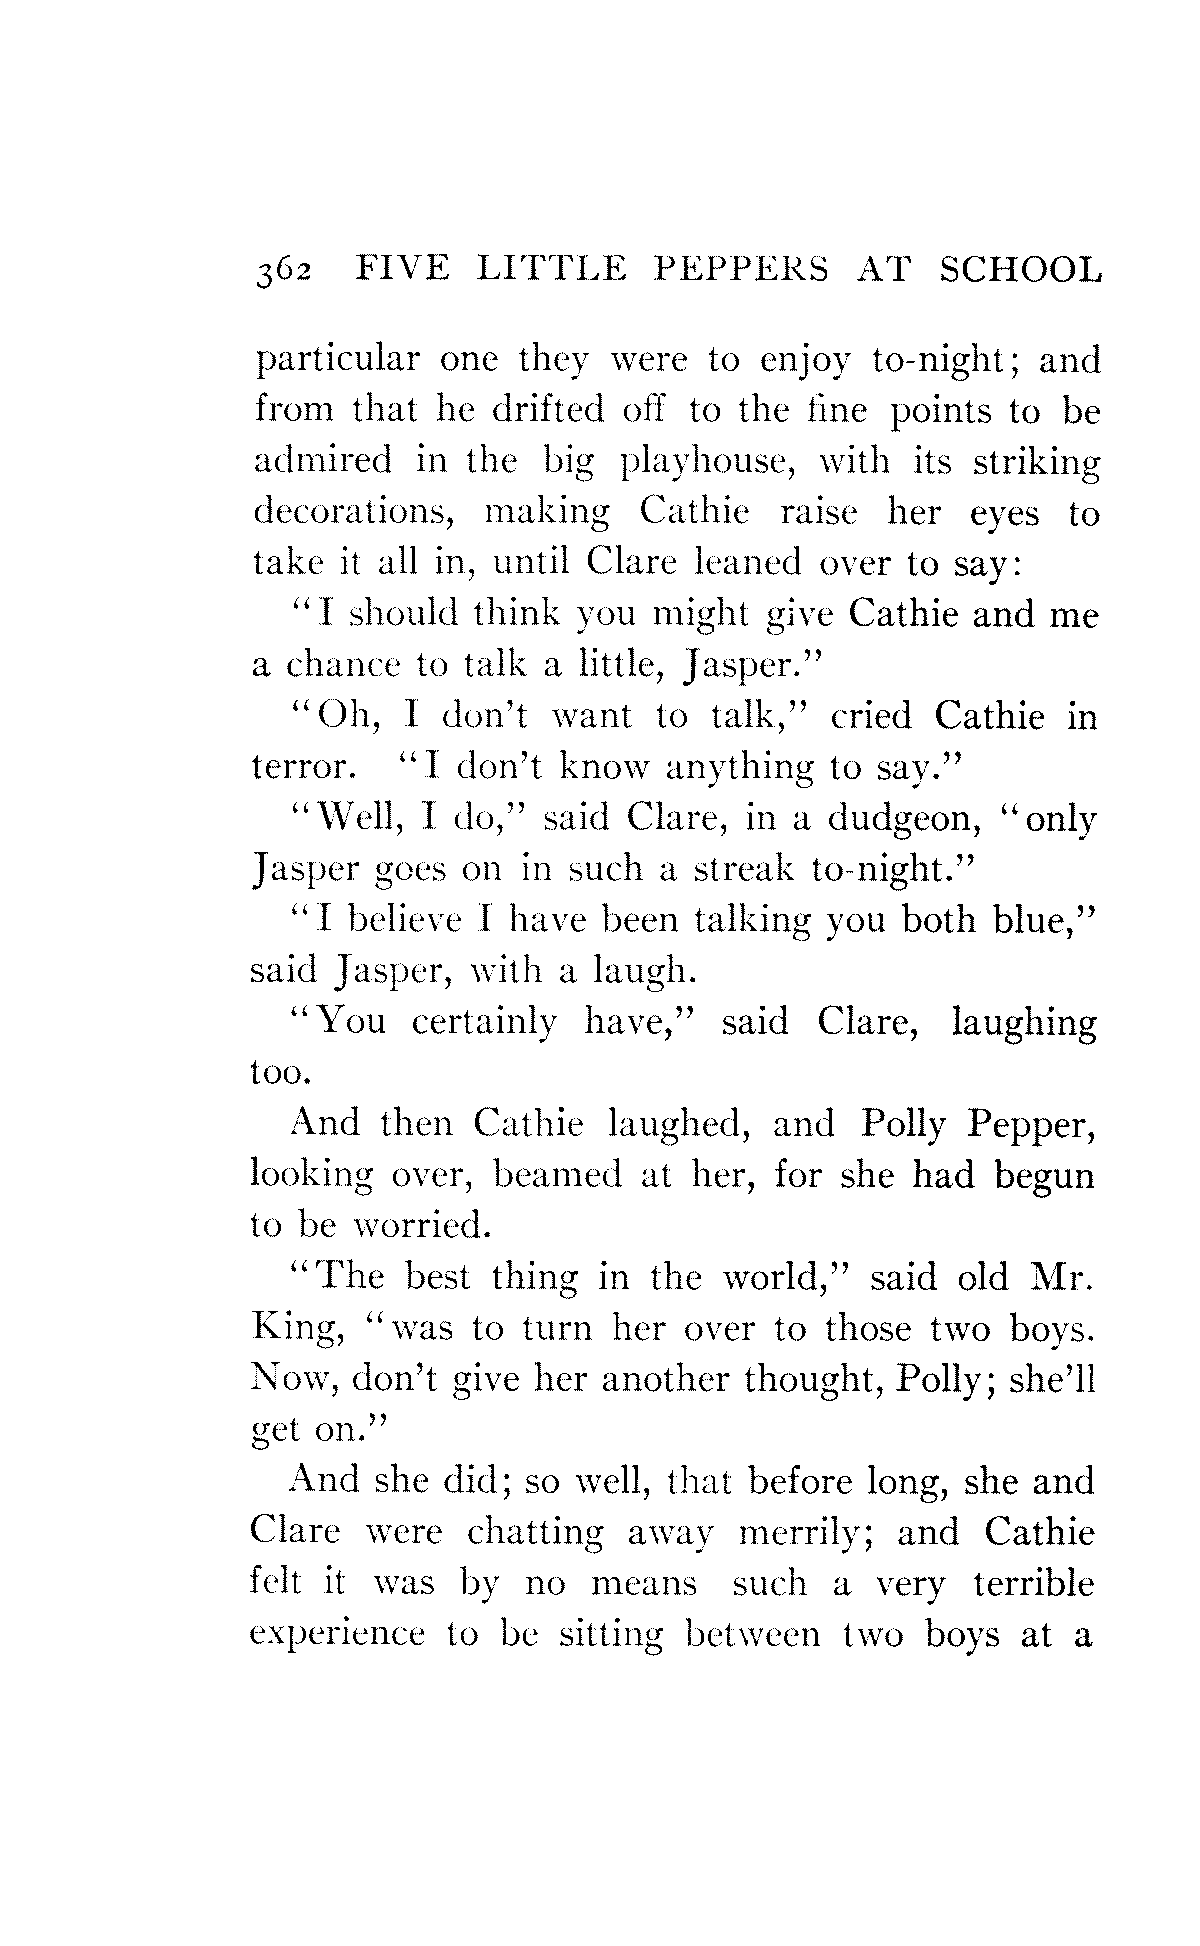 362 FIVE LITTLE PEPPERS AT SCHOOL
particular one they were to enjoy to-night; and
from that he drifted off to the fine points to be
admired in the big playhouse, with its striking
decorations, making Cathie raise her eyes to
take it all in, until Clare leaned over to say:
"I should think you might give Cathie and me
a chance to talk a little, Jasper."
"Oh, I don't want to talk," cried Cathie in
terror. "I don't know anything to say."
"Well, I do," said Clare, in a dudgeon, "only
Jasper goes on in such a streak to-night."
"I believe I have been talking you both blue,"
said Jasper, with a laugh.
"You certainly have," said Clare, laughing
too.
And then Cathie laughed, and Polly Pepper,
looking over, beamed at her, for she had begun
to be worried.
"The best thing in the world," said old Mr.
King, "was to turn her over to those two boys.
Now, don't give her another thought, Polly; she'll
get on."
And she did; so well, that before long, she and
Clare were chatting away merrily; and Cathie
felt it was by no means such a very terrible
experience to be sitting between two boys at a